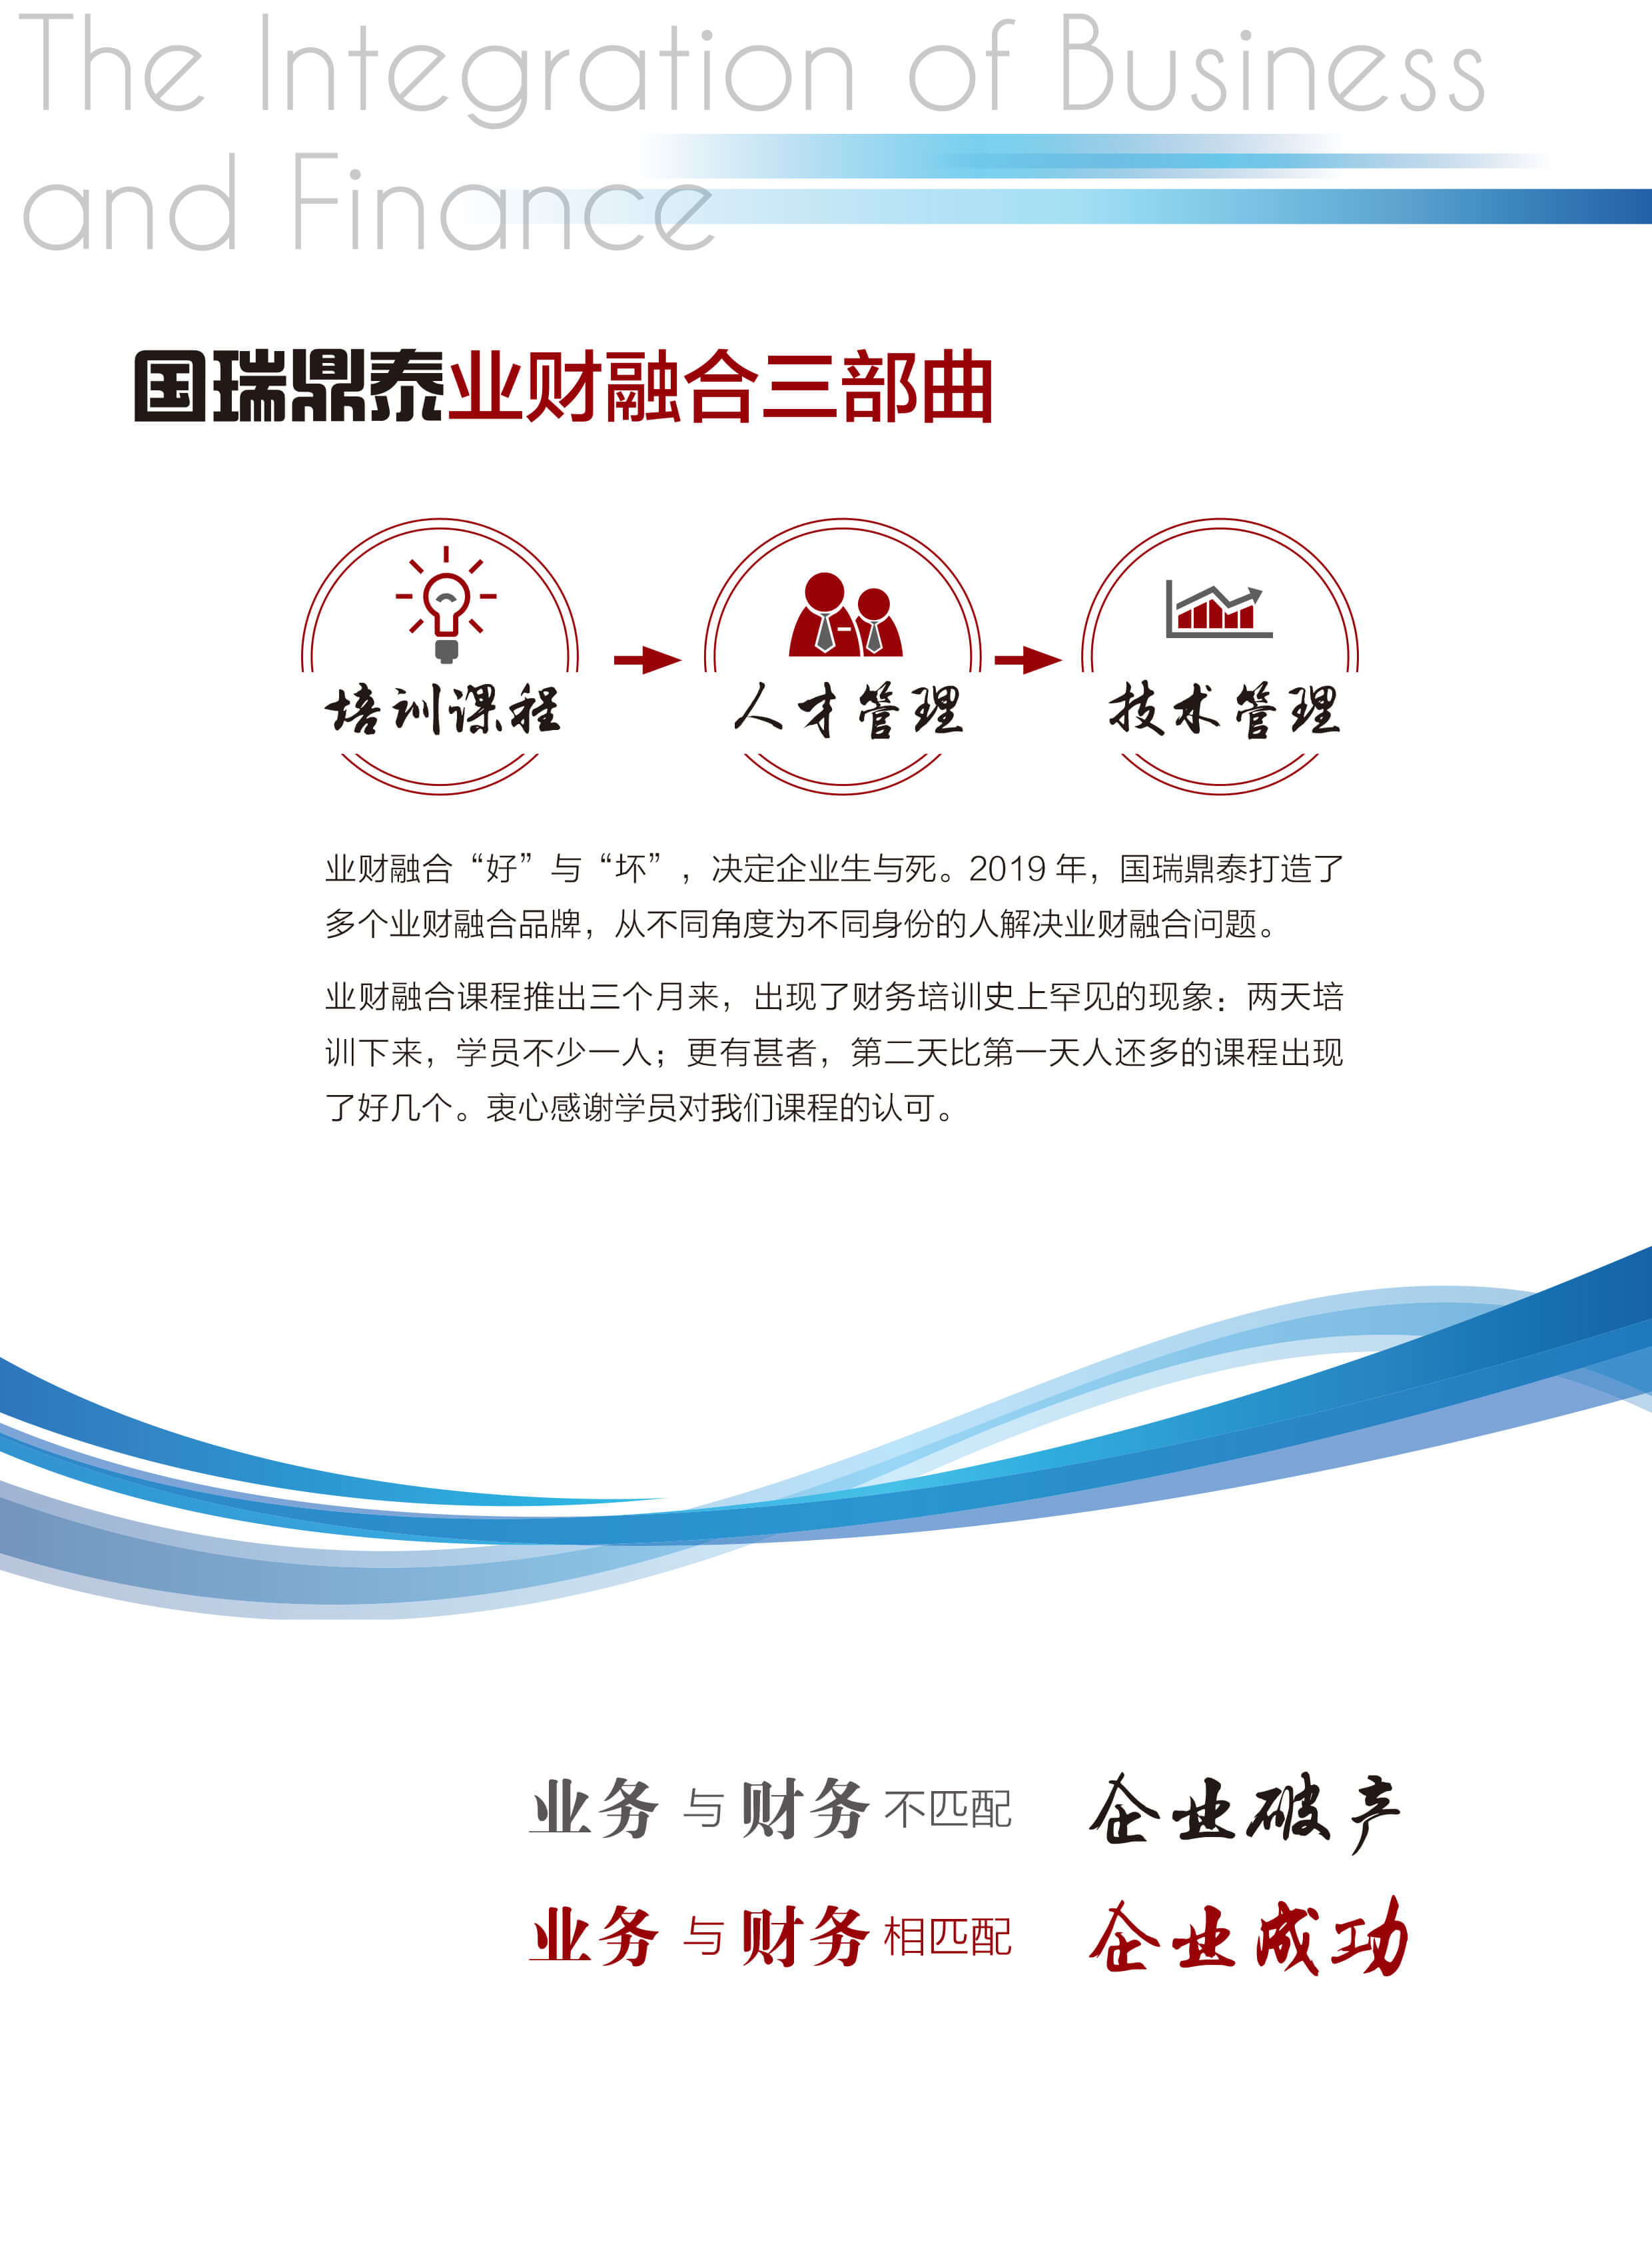 The Integration of Business
and Finance
国瑞鼎泰业财融合三部曲
培训课程
人才管理
技术管理
业财融合“好”与“坏”，决定企业生与死。2019 年，国瑞鼎泰打造了
多个业财融合品牌，从不同角度为不同身份的人解决业财融合问题。
业财融合课程推出三个月来，出现了财务培训史上罕见的现象：两天培
训下来，学员不少一人；更有甚者，第二天比第一天人还多的课程出现
了好几个。衷心感谢学员对我们课程的认可。
业务 与 财务 不匹配 企业破产
业务 与 财务 相匹配 企业成功